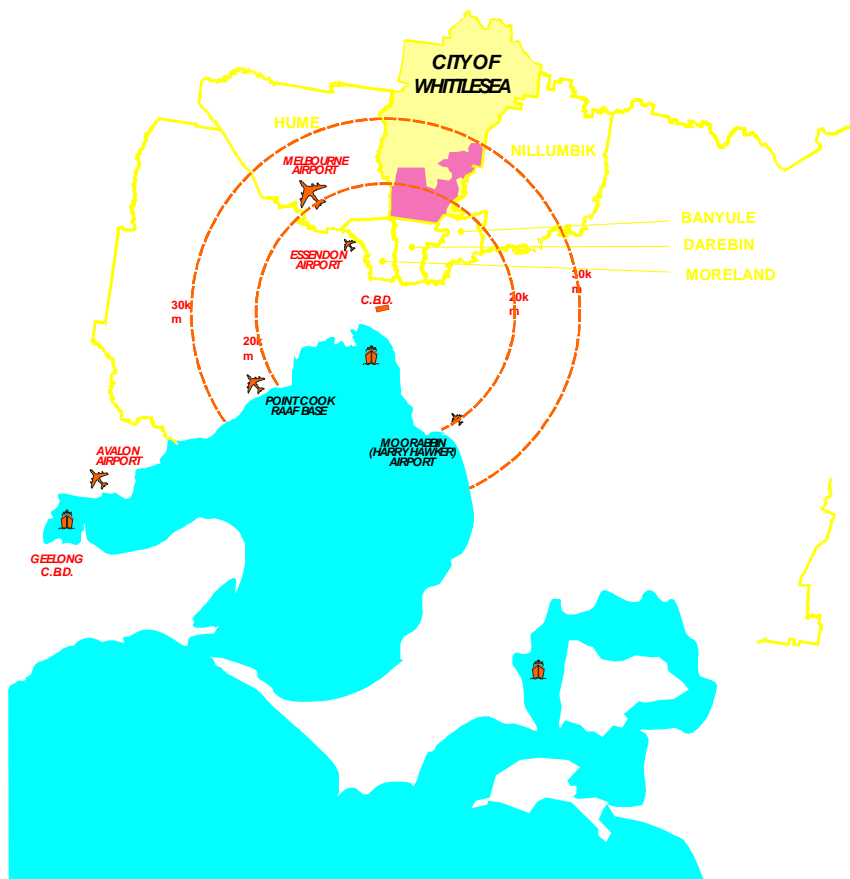 CITY OF
WHITTLESEA
HUME
NILLUMBIK
MELBOURNE
AIRPORT
BANYULE
DAREBIN
MORELAND
ESSENDON
AIRPORT
C.B.D.
30k
m
20k
m
30k
m
20k
m
POINT COOK
RAAF BASE
MOORABBIN
(HARRY HAWKER)
AIRPORT
AVALON
AIRPORT
GEELONG
C.B.D.